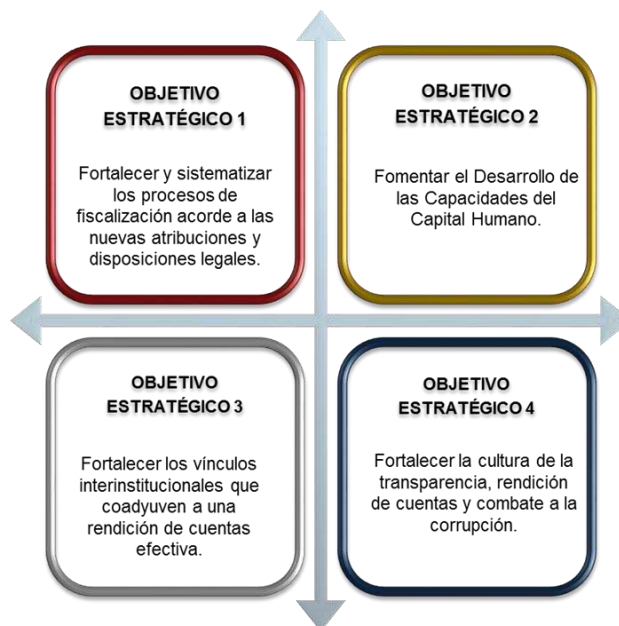 OBJETIVO
ESTRATÉGICO 1
Fortalecer y sistematizar
los procesos de
fiscalización acorde a las
nuevas atribuciones y
disposiciones legales.
OBJETIVO
ESTRATÉGICO 2
Fomentar el Desarrollo de
las Capacidades del
Capital Humano.
OBJETIVO
ESTRATÉGICO 3
Fortalecer los vínculos
interinstitucionales que
coadyuven a una
rendición de cuentas
efectiva.
OBJETIVO
ESTRATÉGICO 4
Fortalecer la cultura de la
transparencia, rendición
de cuentas y combate a la
corrupción.